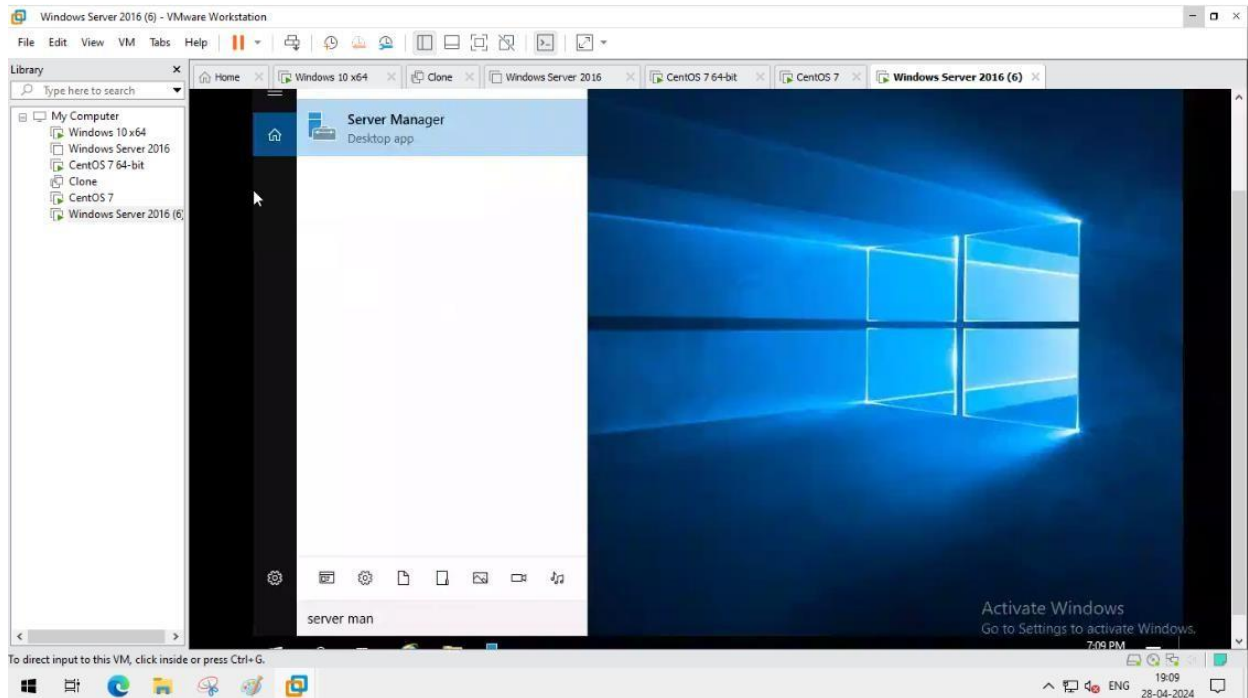 Windows Server 2016 (6) - VMware Workstation
File Edit View VM Tabs Help
Library
Type here to search
My Computer
Windows 10 x64
Windows Server 2016
CentOS 7 64-bit
Clone
CentOS 7
Windows Server 2016 (6)
Home Windows 10 x64 Clone Windows Server 2016 CentOS 7 64-bit CentOS 7 Windows Server 2016 (6)
Server Manager
Desktop app
server man
Activate Windows
Go to Settings to activate Windows.
7:09 PM
To direct input to this VM, click inside or press Ctrl+G.
ENG
19:09
28-04-2024